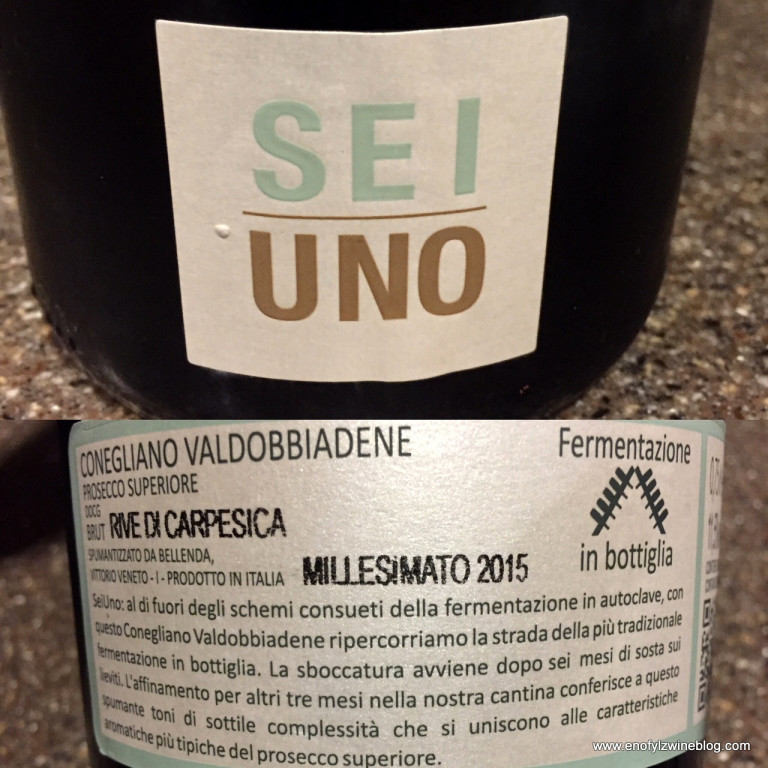 SEI
UNO
CONEGLIANO VALDOBBIADENE
PROSECCO SUPERIORE
DOCG
BRUT RIVE DI CARPESICA
SPUMANTIZZATO DA BELLENDA,
VITTORIO VENETO - I - PRODOTTO IN ITALIA
MILLESIMATO 2015
Fermentazione
in bottiglia
SeiUno: al di fuori degli schemi consueti della fermentazione in autoclave, con
questo Conegliano Valdobbiadene ripercorriamo la strada della più tradizionale
fermentazione in bottiglia. La sboccatura avviene dopo sei mesi di sosta sui
lieviti. L'affinamento per altri tre mesi nella nostra cantina conferisce a questo
spumante toni di sottile complessità che si uniscono alle caratteristiche
aromatiche più tipiche del prosecco superiore.
www.enofylzwineblog.com